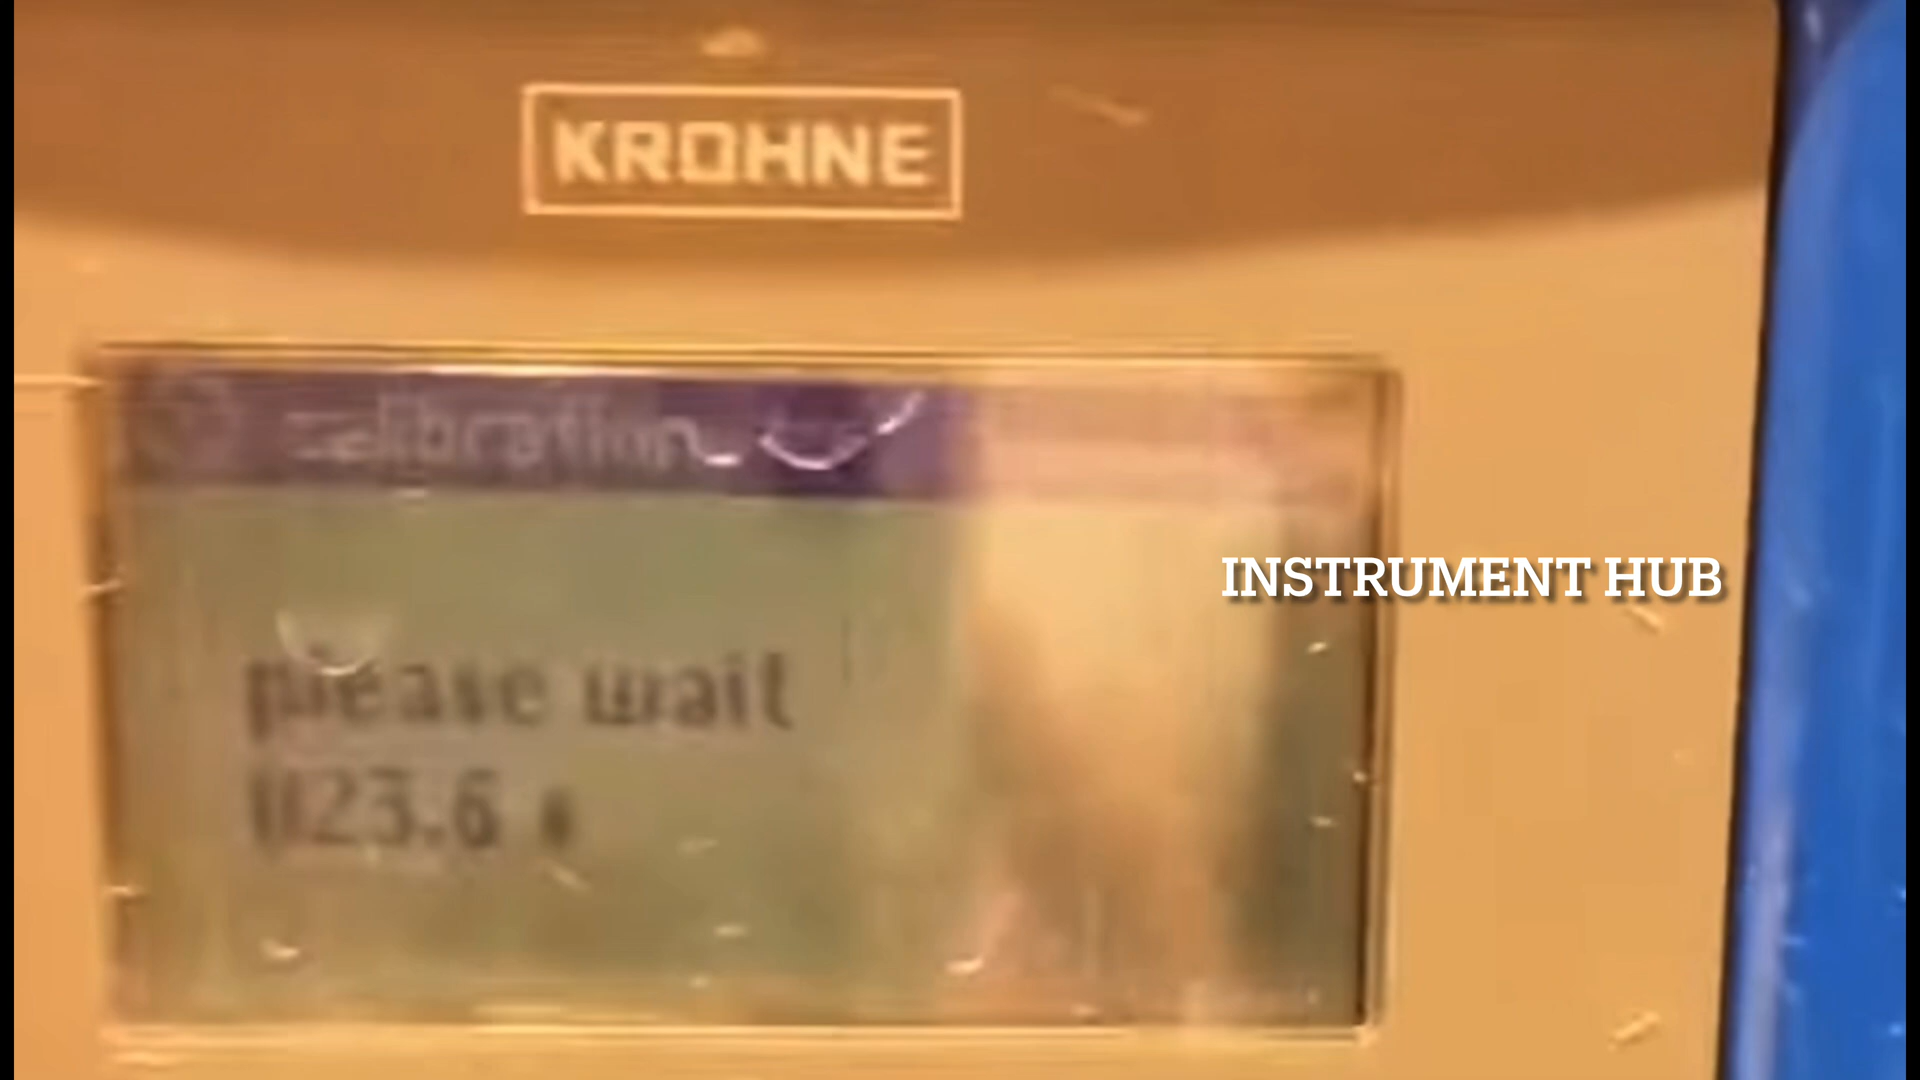 KROHNE
calibration
INSTRUMENT HUB
please wait
023.6 s